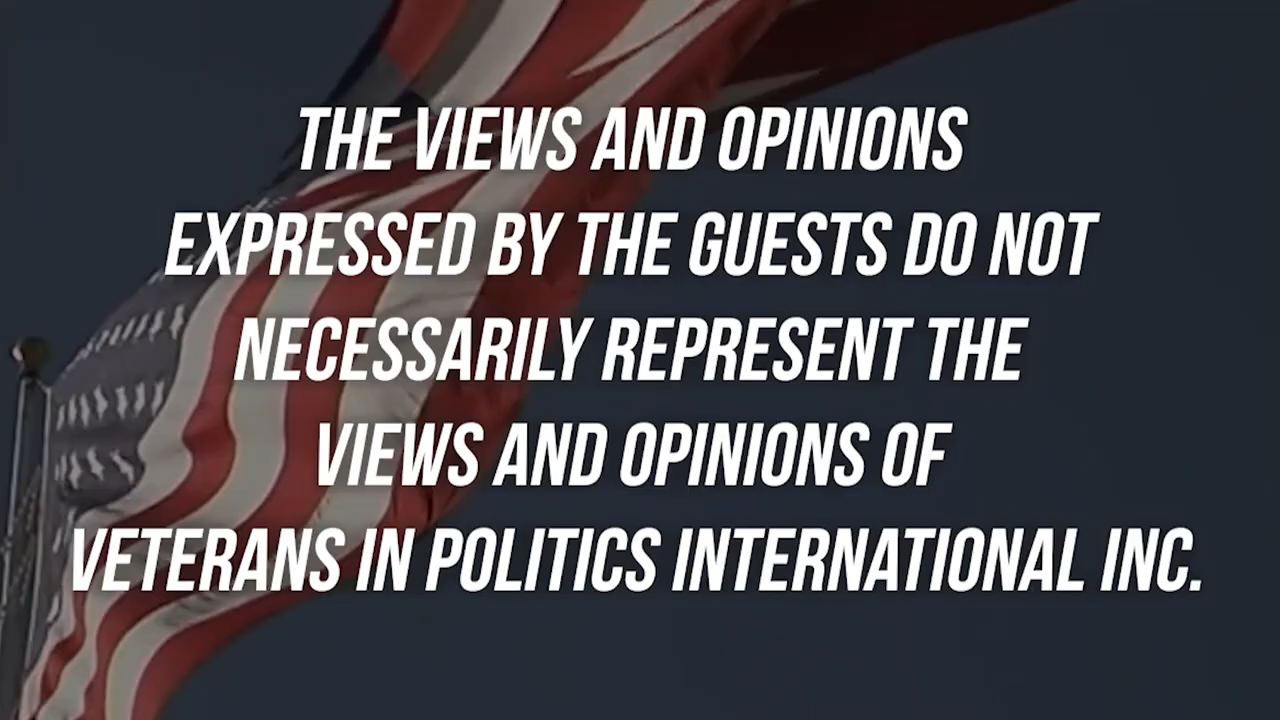 THE VIEWS AND OPINIONS
EXPRESSED BY THE GUESTS DO NOT
NECESSARILY REPRESENT THE
VIEWS AND OPINIONS OF
VETERANS IN POLITICS INTERNATIONAL INC.